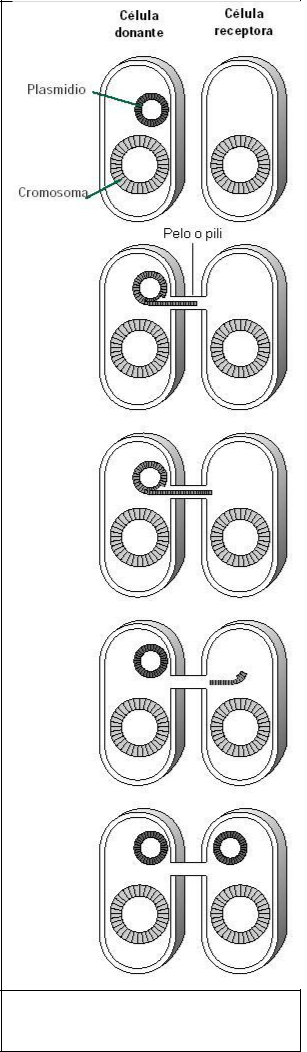 Célula
donante
Célula
receptora
Plasmidio
Cromosoma
Pelo o pili